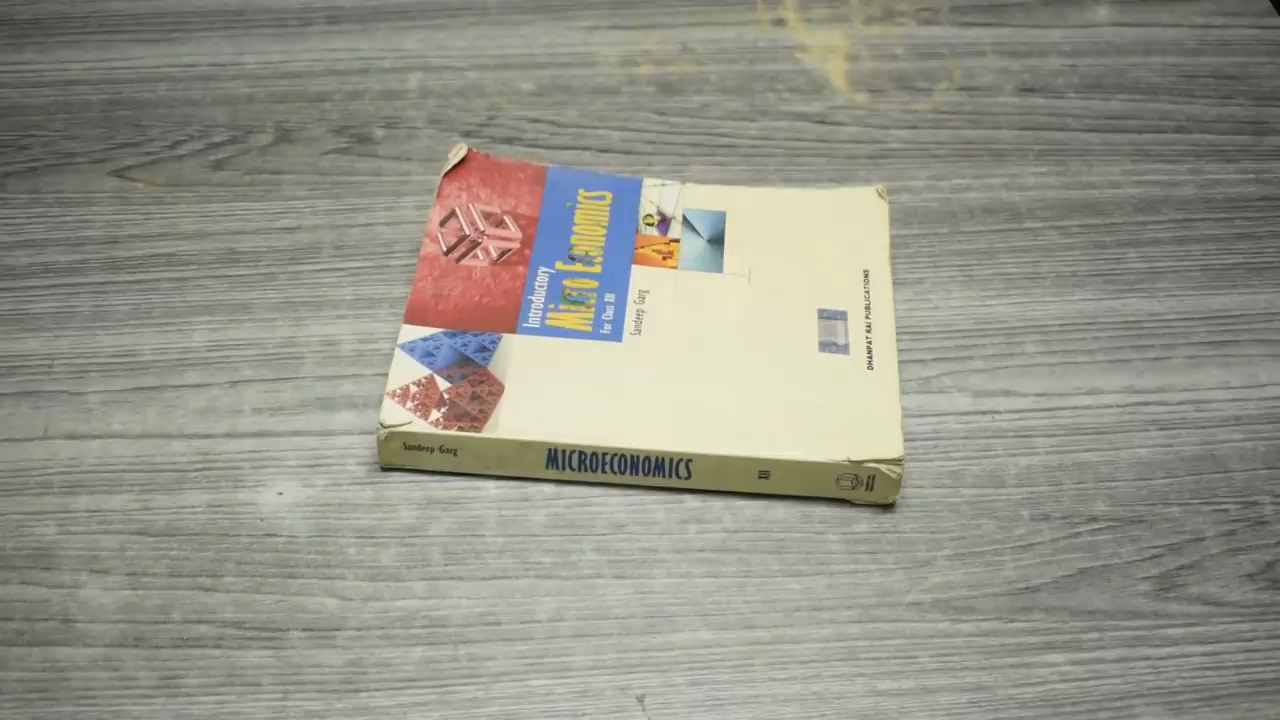 Introductory
Micro Economics
For Class XII
Sandeep Garg
DHANPAT RAI PUBLICATIONS
Sandeep Garg
MICROECONOMICS
XII